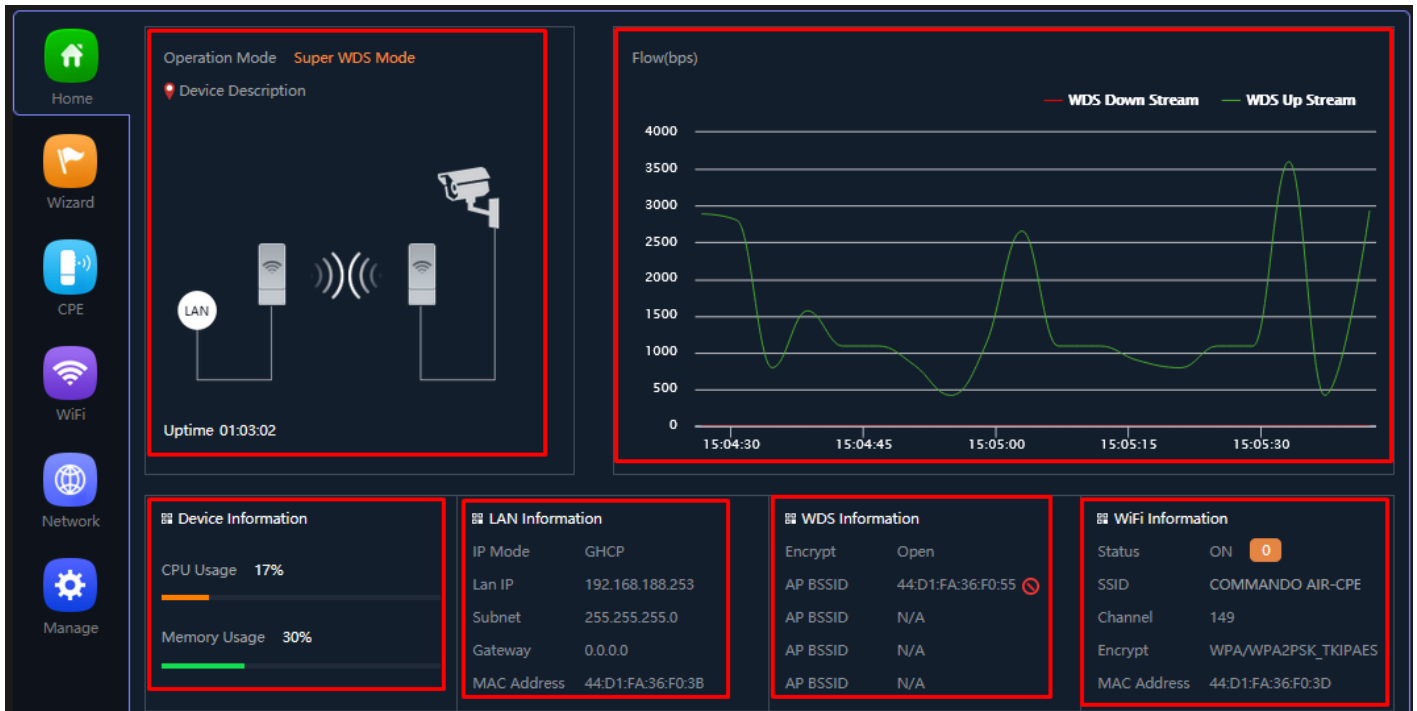 Home
Wizard
CPE
WiFi
Network
Manage
Operation Mode Super WDS Mode
Device Description
LAN
Uptime 01:03:02
Flow(bps)
WDS Down Stream WDS Up Stream
4000
3500
3000
2500
2000
1500
1000
500
0
15:04:30 15:04:45 15:05:00 15:05:15 15:05:30
Device Information
CPU Usage 17%
Memory Usage 30%
LAN Information
IP Mode GHCP
Lan IP 192.168.188.253
Subnet 255.255.255.0
Gateway 0.0.0.0
MAC Address 44:D1:FA:36:F0:3B
WDS Information
Encrypt Open
AP BSSID 44:D1:FA:36:F0:55
AP BSSID N/A
AP BSSID N/A
AP BSSID N/A
WiFi Information
Status ON 0
SSID COMMANDO AIR-CPE
Channel 149
Encrypt WPA/WPA2PSK_TKIPAES
MAC Address 44:D1:FA:36:F0:3D